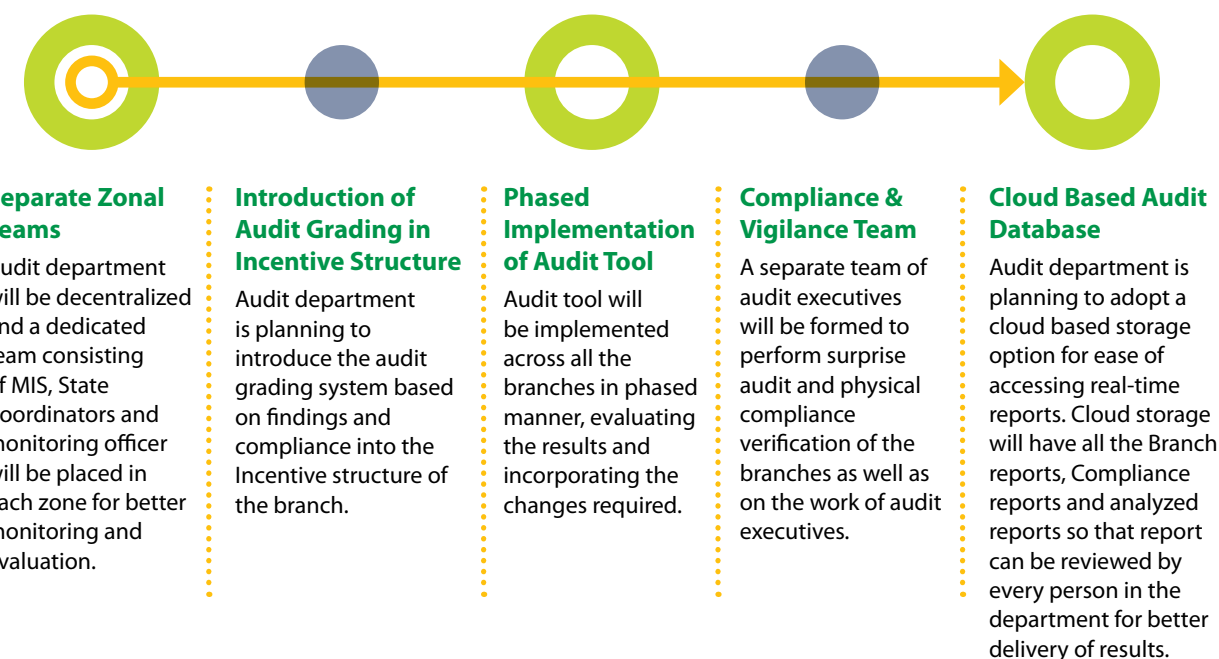 eparate Zonal
eams
udit department
ill be decentralized
nd a dedicated
eam consisting
f MIS, State
oordinators and
onitoring officer
ill be placed in
ach zone for better
onitoring and
valuation.
Introduction of
Audit Grading in
Incentive Structure
Audit department
is planning to
introduce the audit
grading system based
on findings and
compliance into the
Incentive structure of
the branch.
Phased
Implementation
of Audit Tool
Audit tool will
be implemented
across all the
branches in phased
manner, evaluating
the results and
incorporating the
changes required.
Compliance &
Vigilance Team
A separate team of
audit executives
will be formed to
perform surprise
audit and physical
compliance
verification of the
branches as well as
on the work of audit
executives.
Cloud Based Audit
Database
Audit department is
planning to adopt a
cloud based storage
option for ease of
accessing real-time
reports. Cloud storage
will have all the Branch
reports, Compliance
reports and analyzed
reports so that report
can be reviewed by
every person in the
department for better
delivery of results.